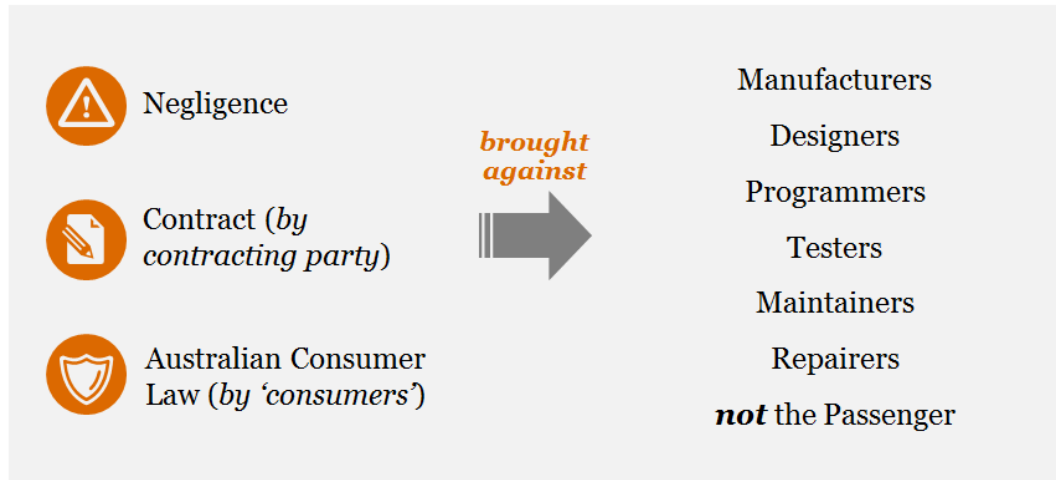 Negligence
Contract (by
contracting party)
Australian Consumer
Law (by ‘consumers’)
brought
against
Manufacturers
Designers
Programmers
Testers
Maintainers
Repairers
not the Passenger